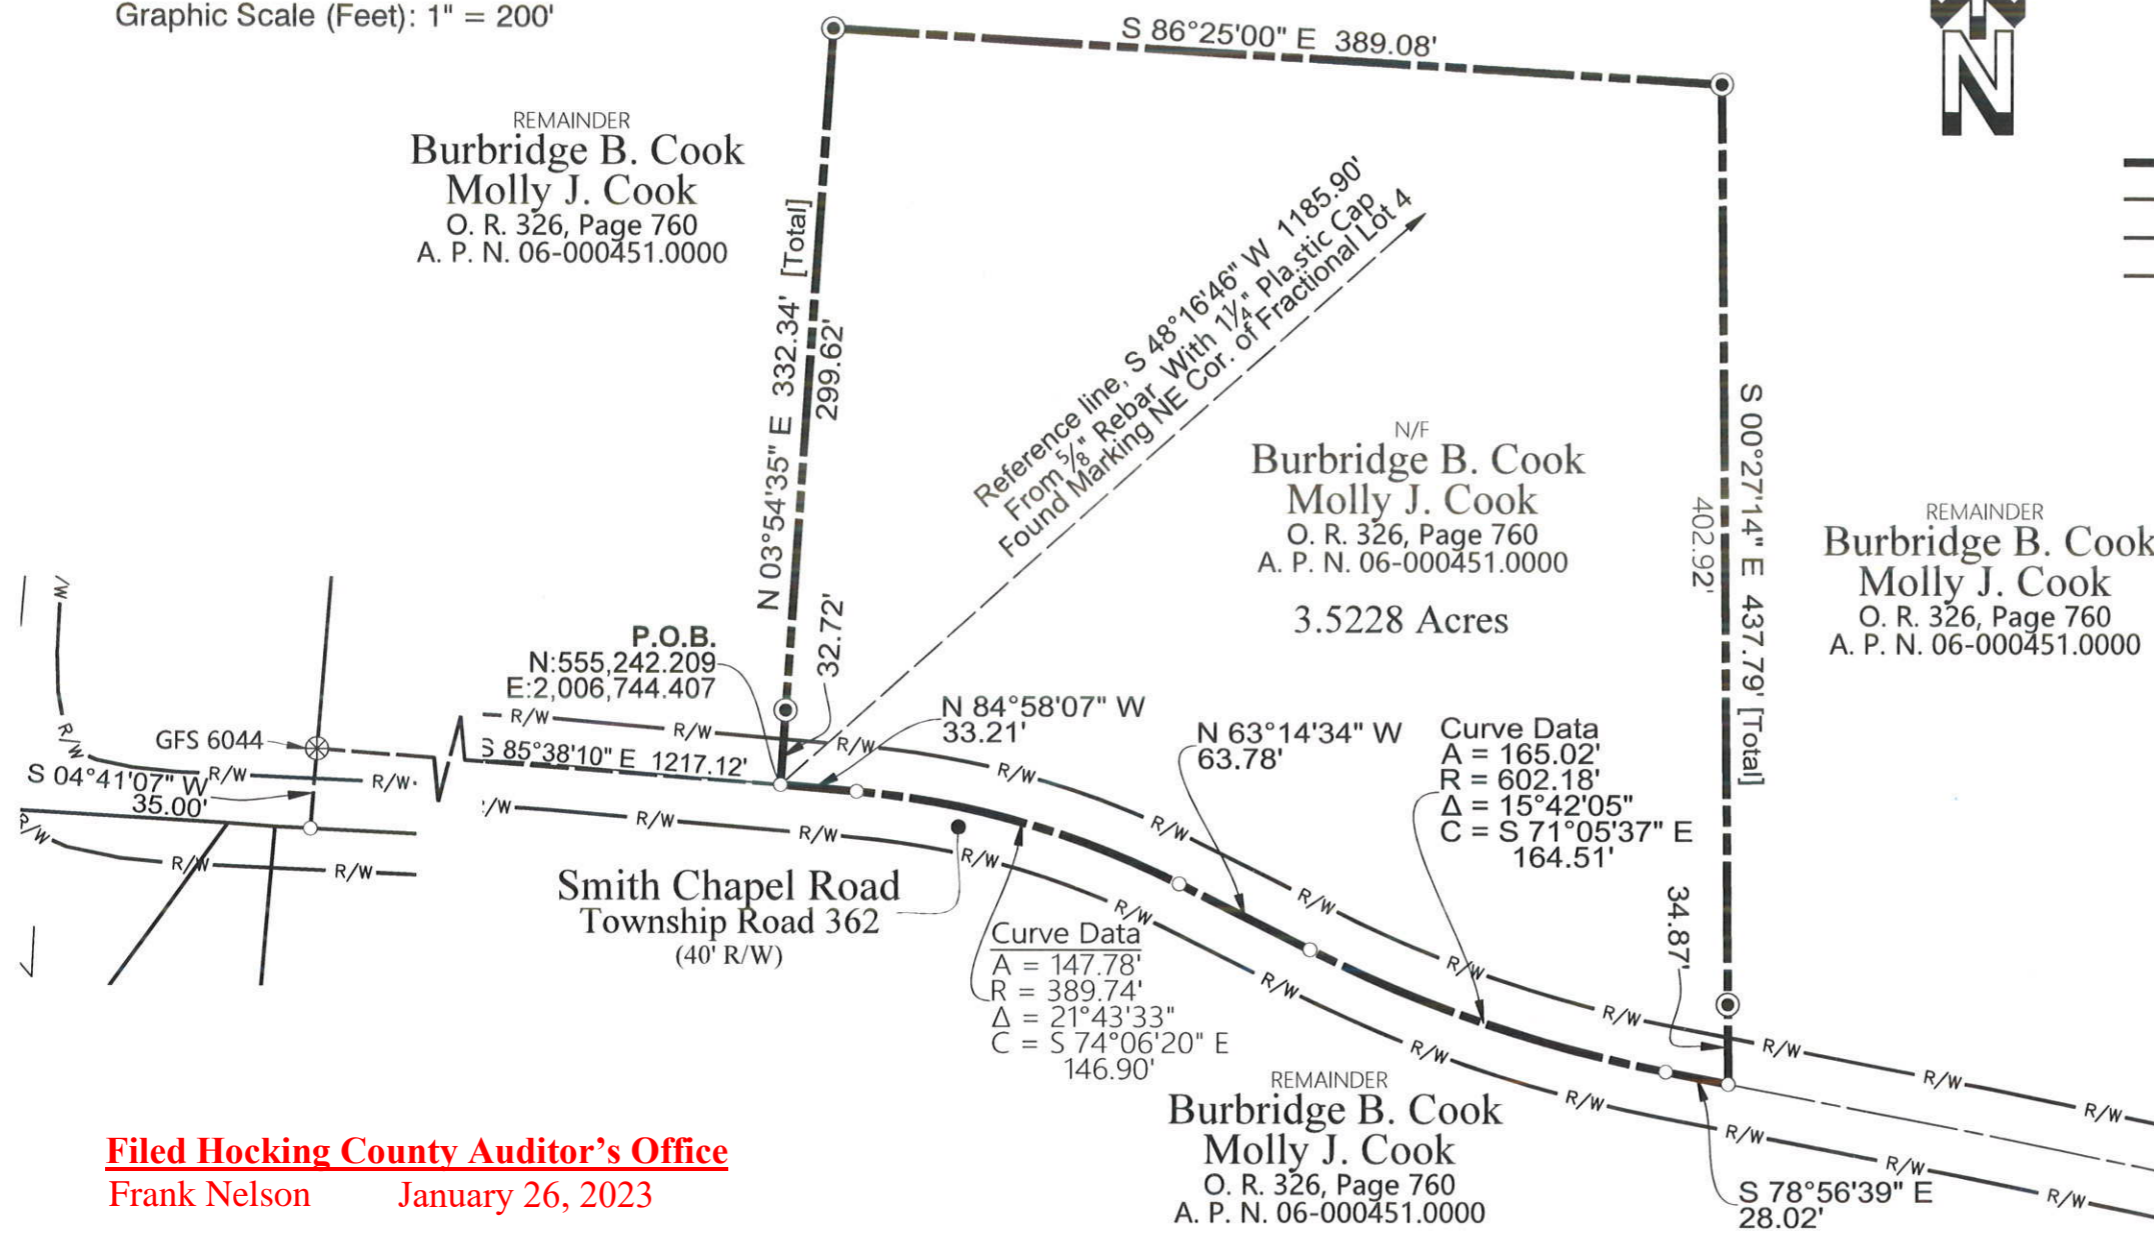 Graphic Scale (Feet): 1" = 200'
S 86°25'00" E 389.08'
N
REMAINDER
Burbridge B. Cook
Molly J. Cook
O. R. 326, Page 760
A. P. N. 06-000451.0000
N 03°54'35" E 332.34' [Total]
299.62'
32.72'
Reference line, S 48°16'46" W 1185.90'
From 5/8" Rebar With 1¼" Pla.stic Cap
Found Marking NE Cor. of Fractional Lot 4
N/F
Burbridge B. Cook
Molly J. Cook
O. R. 326, Page 760
A. P. N. 06-000451.0000
3.5228 Acres
S 00°27'14" E 437.79' [Total]
402.92'
34.87'
REMAINDER
Burbridge B. Cook
Molly J. Cook
O. R. 326, Page 760
A. P. N. 06-000451.0000
P.O.B.
N:555,242.209
E:2,006,744.407
R/W
R/W
R/W
R/W
R/W
R/W
R/W
R/W
R/W
R/W
R/W
R/W
GFS 6044
S 04°41'07" W
35.00'
R/W
R/W
R/W
R/W
R/W
S 85°38'10" E 1217.12'
N 84°58'07" W
33.21'
N 63°14'34" W
63.78'
Curve Data
A = 165.02'
R = 602.18'
Δ = 15°42'05"
C = S 71°05'37" E
164.51'
/W
R/W
R/W
R/W
R/W
R/W
R/W
R/W
R/W
R/W
R/W
Smith Chapel Road
Township Road 362
(40' R/W)
Curve Data
A = 147.78'
R = 389.74'
Δ = 21°43'33"
C = S 74°06'20" E
146.90'
REMAINDER
Burbridge B. Cook
Molly J. Cook
O. R. 326, Page 760
A. P. N. 06-000451.0000
S 78°56'39" E
28.02'
Filed Hocking County Auditor's Office
Frank Nelson January 26, 2023